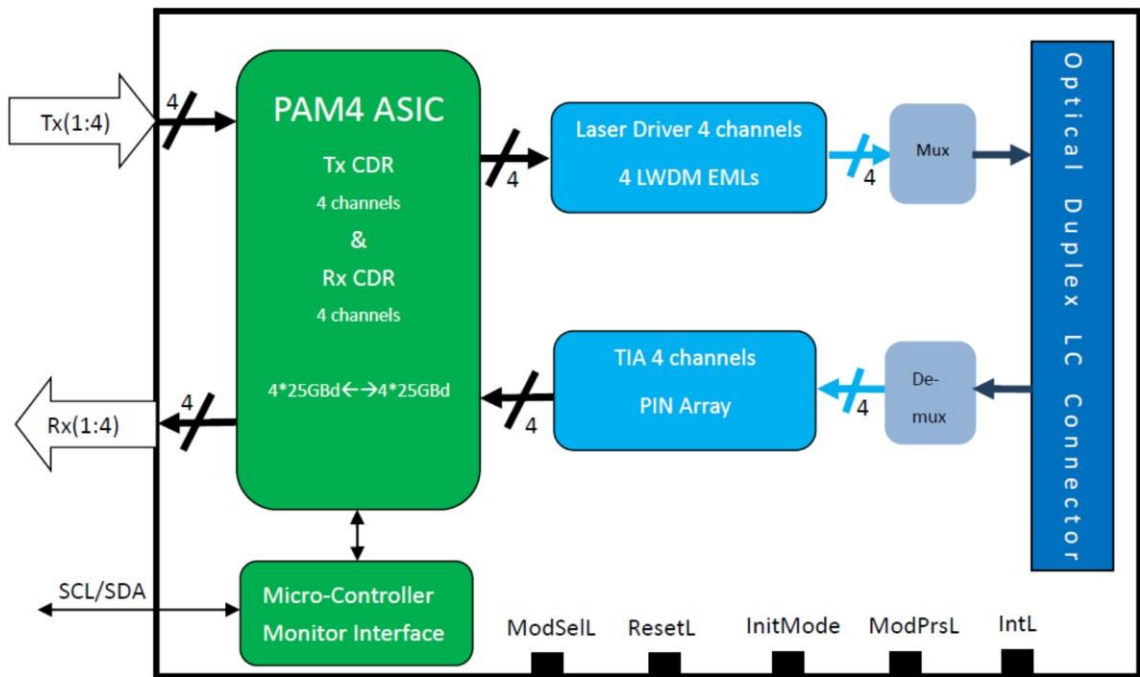 Tx(1:4)
4
PAM4 ASIC
Tx CDR
4 channels
&
Rx CDR
4 channels
4*25GBd←→4*25GBd
4
Laser Driver 4 channels
4 LWDM EMLs
4
Mux
Optical Duplex LC Connector
Rx(1:4)
4
4
TIA 4 channels
PIN Array
4
De-
mux
SCL/SDA
Micro-Controller
Monitor Interface
ModSelL
ResetL
InitMode
ModPrsL
IntL